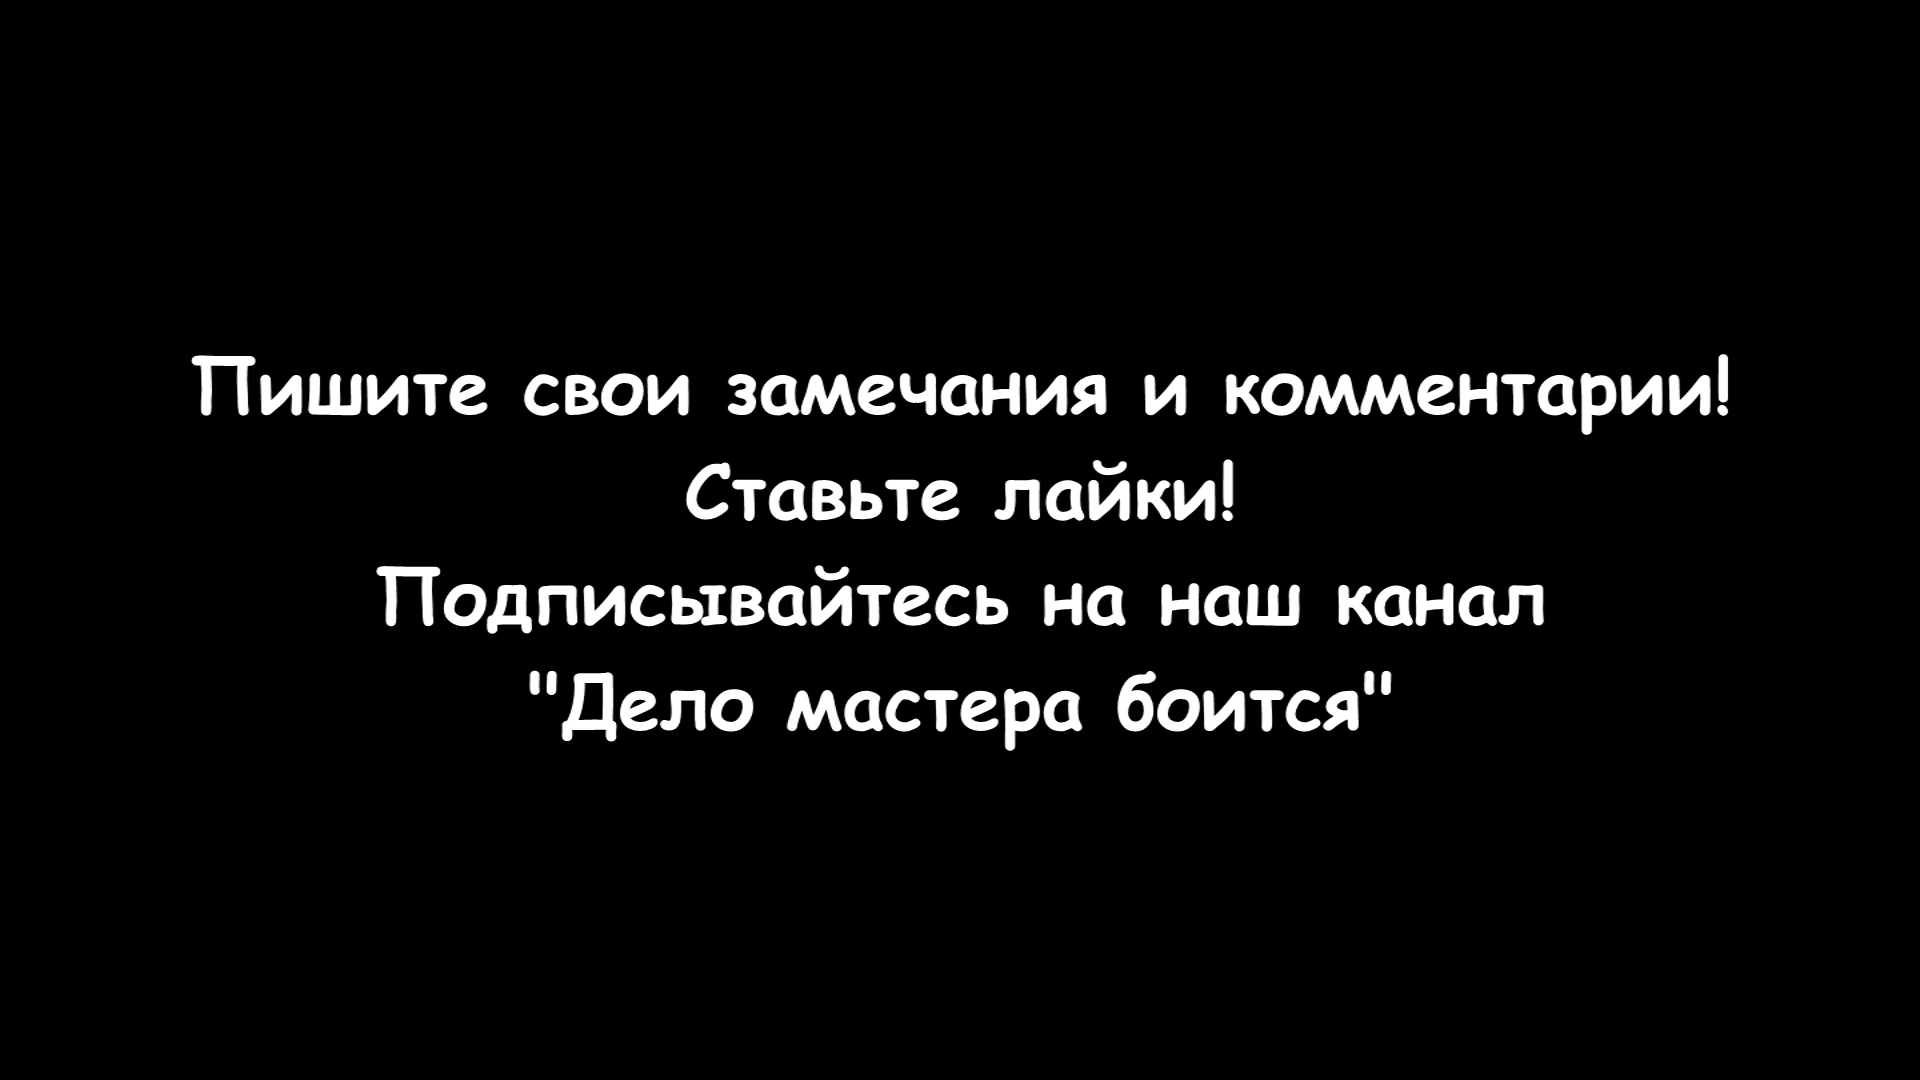 Пишите свои замечания и комментарии!
Ставьте лайки!
Подписывайтесь на наш канал
"Дело мастера боится"